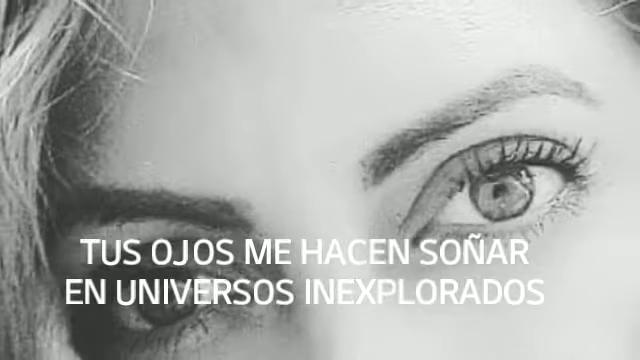 TUS OJOS ME HACEN SOÑAR
EN UNIVERSOS INEXPLORADOS